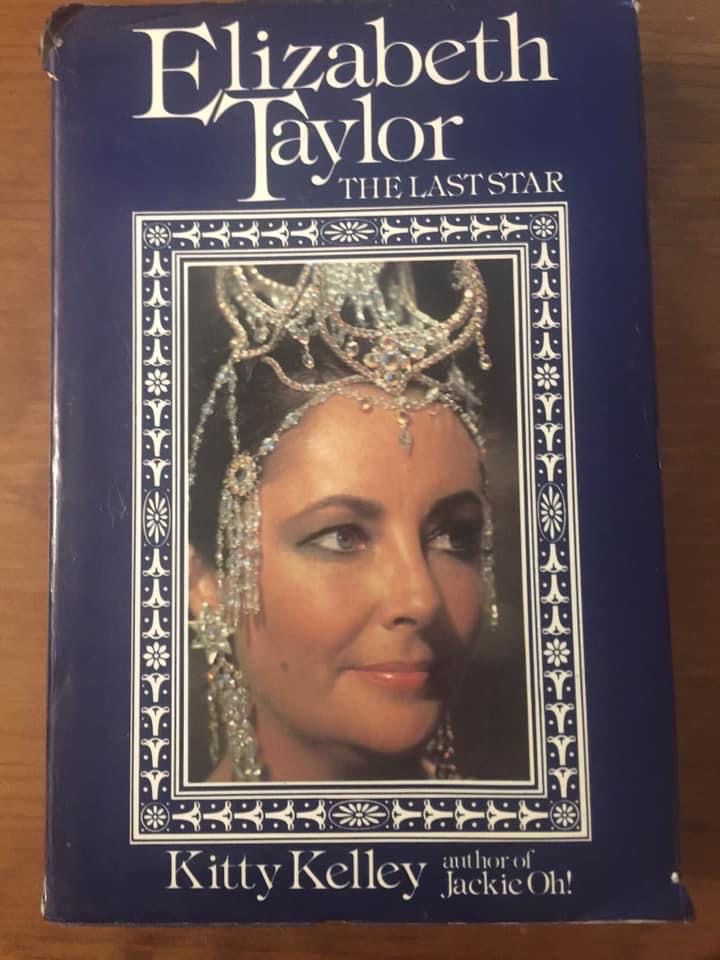 Elizabeth
Taylor
THE LAST STAR
Kitty Kelley
author of
Jackie Oh!